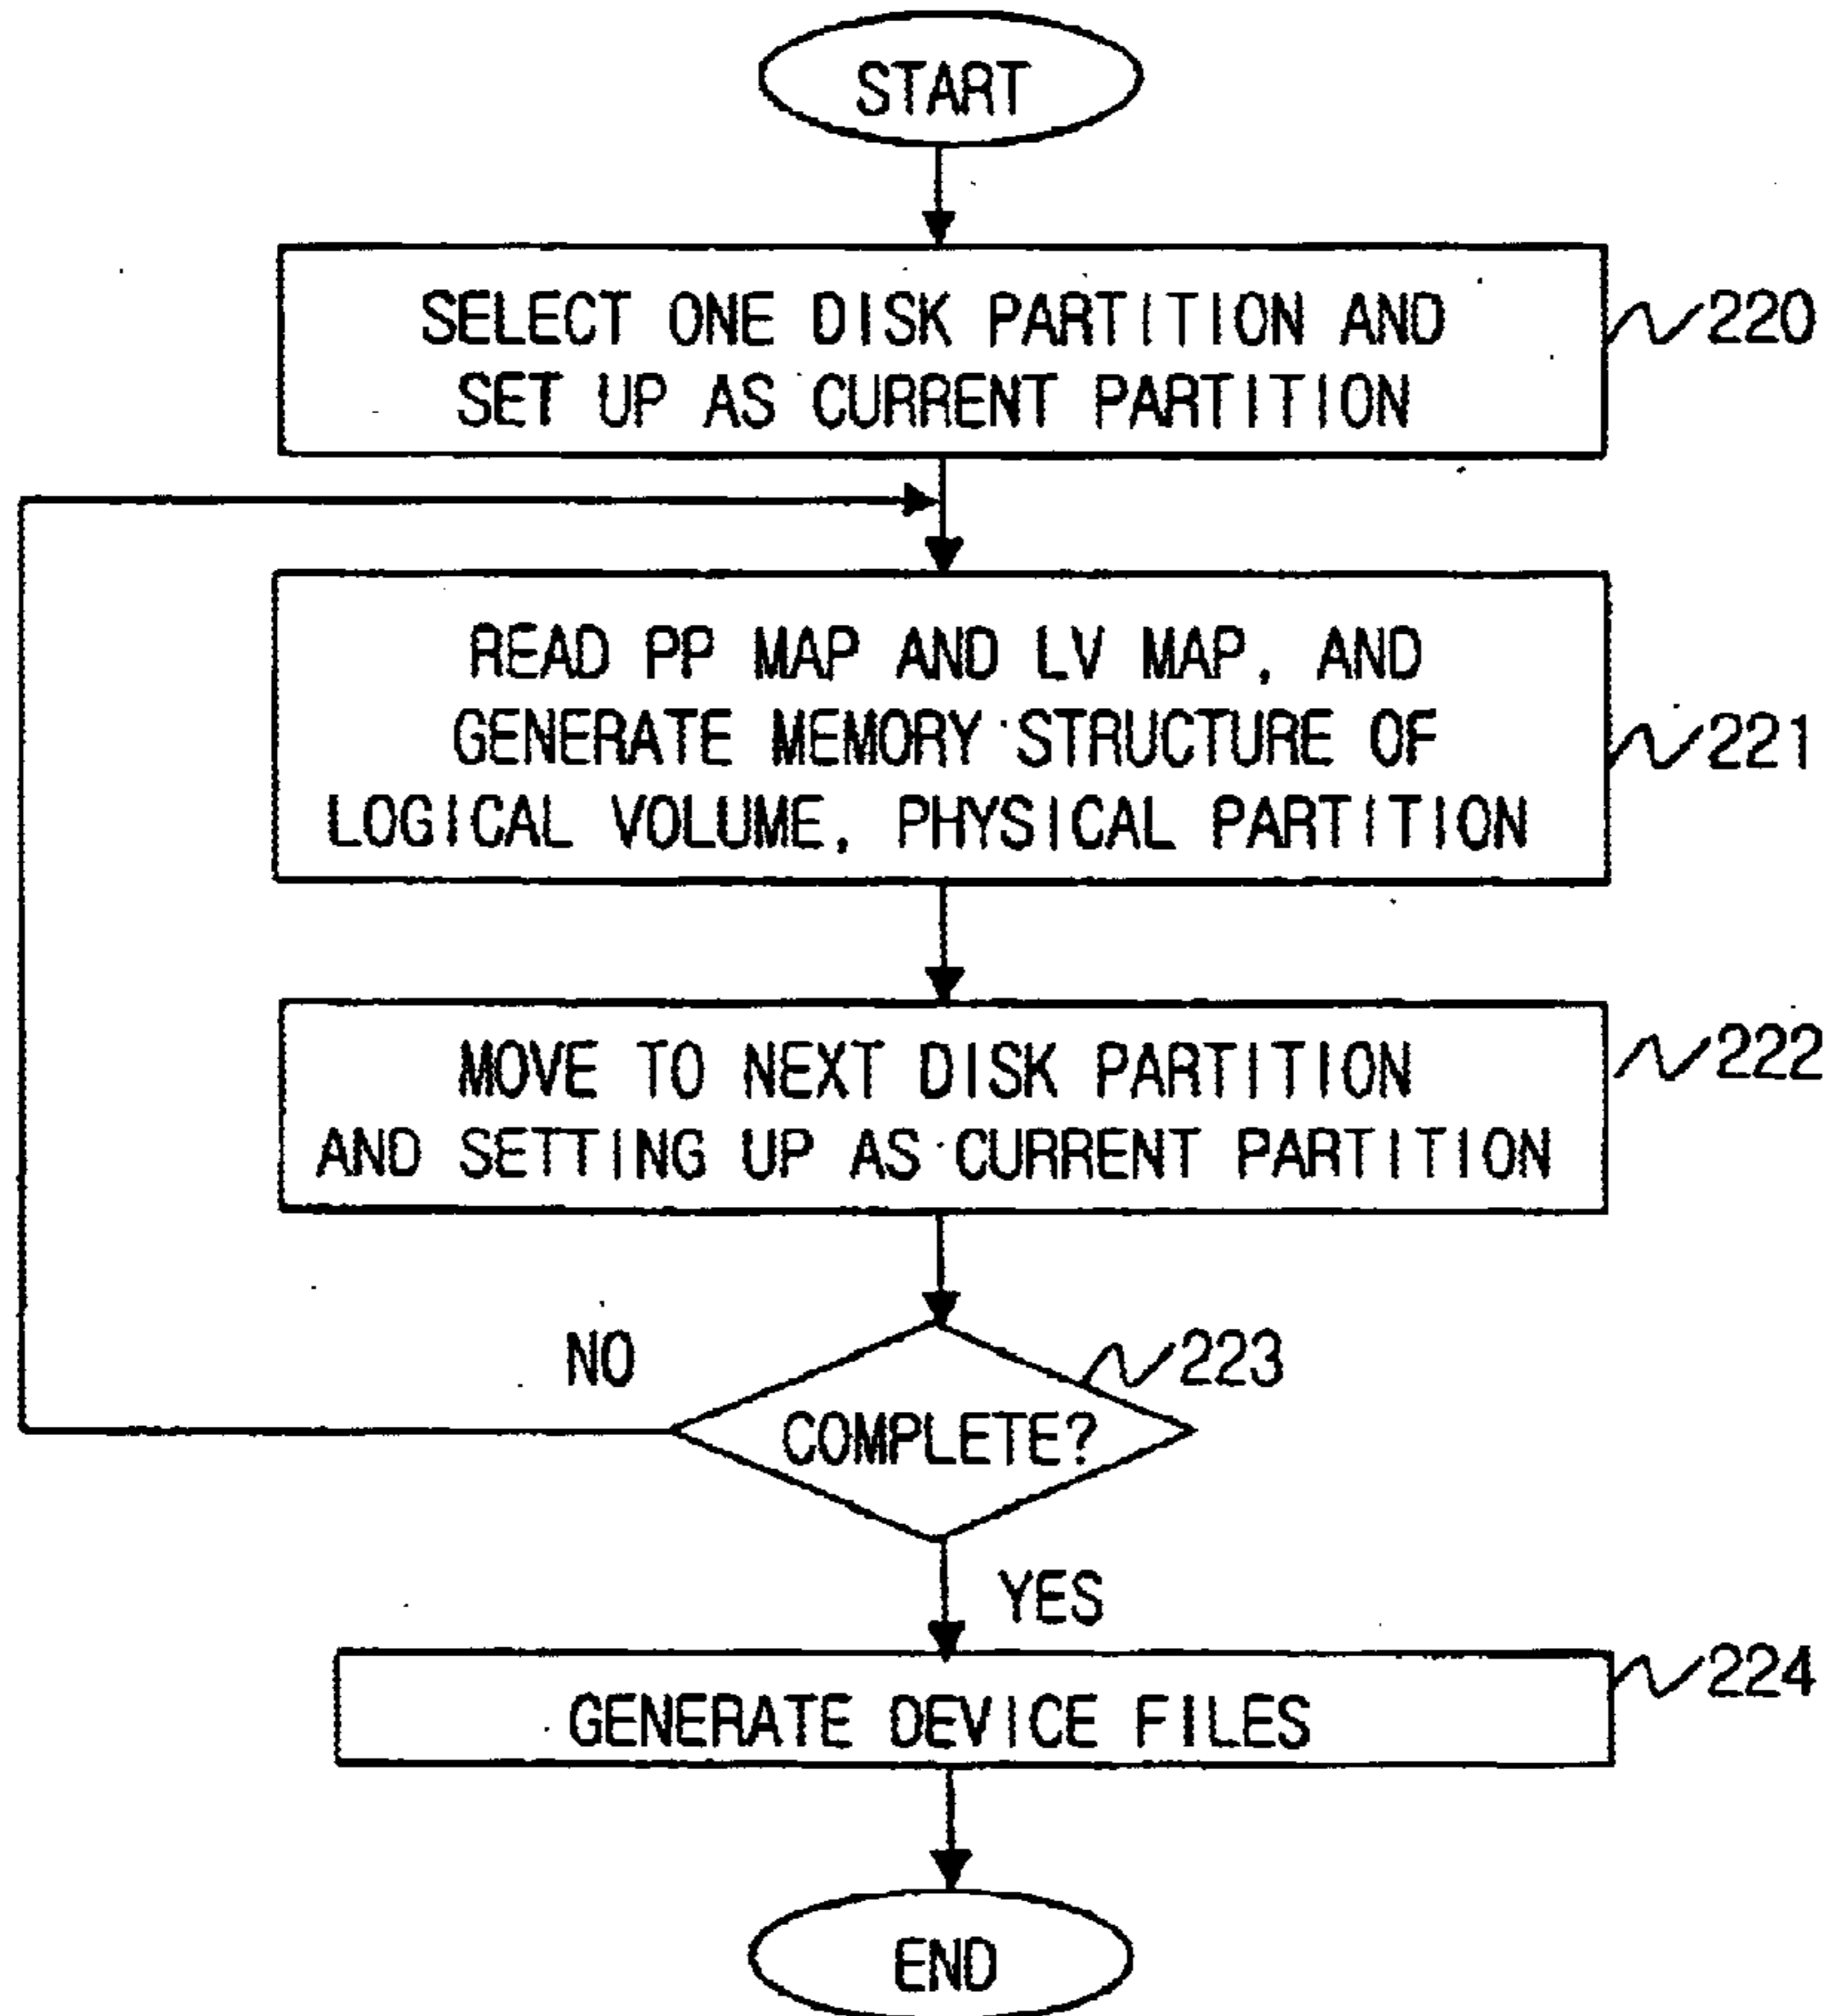 START
SELECT ONE DISK PARTITION AND
SET UP AS CURRENT PARTITION
220
READ PP MAP AND LV MAP, AND
GENERATE MEMORY STRUCTURE OF
LOGICAL VOLUME, PHYSICAL PARTITION
221
MOVE TO NEXT DISK PARTITION
AND SETTING UP AS CURRENT PARTITION
222
NO
223
COMPLETE?
YES
GENERATE DEVICE FILES
224
END